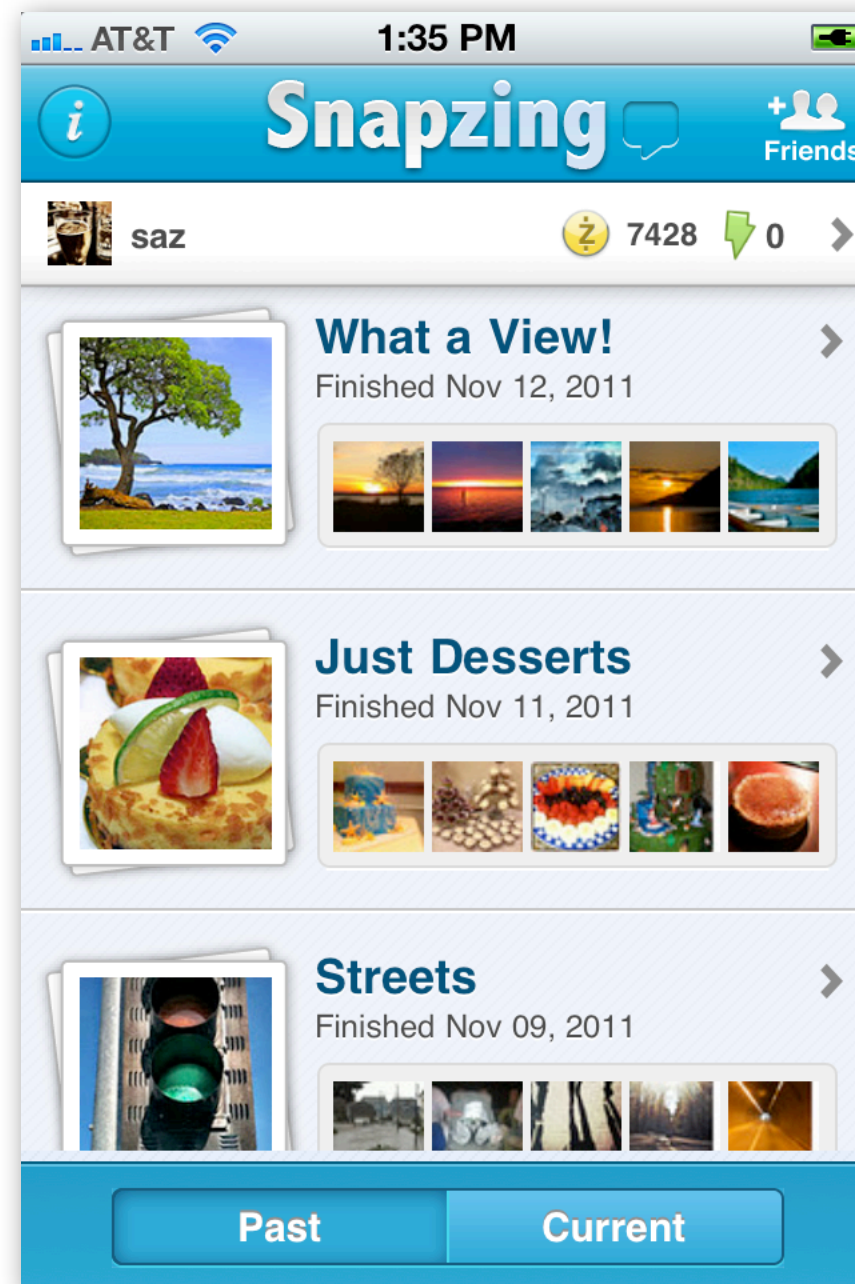 AT&T 1:35 PM
i Snapzing + Friends
saz Ż 7428 0
What a View!
Finished Nov 12, 2011
Just Desserts
Finished Nov 11, 2011
Streets
Finished Nov 09, 2011
Past Current